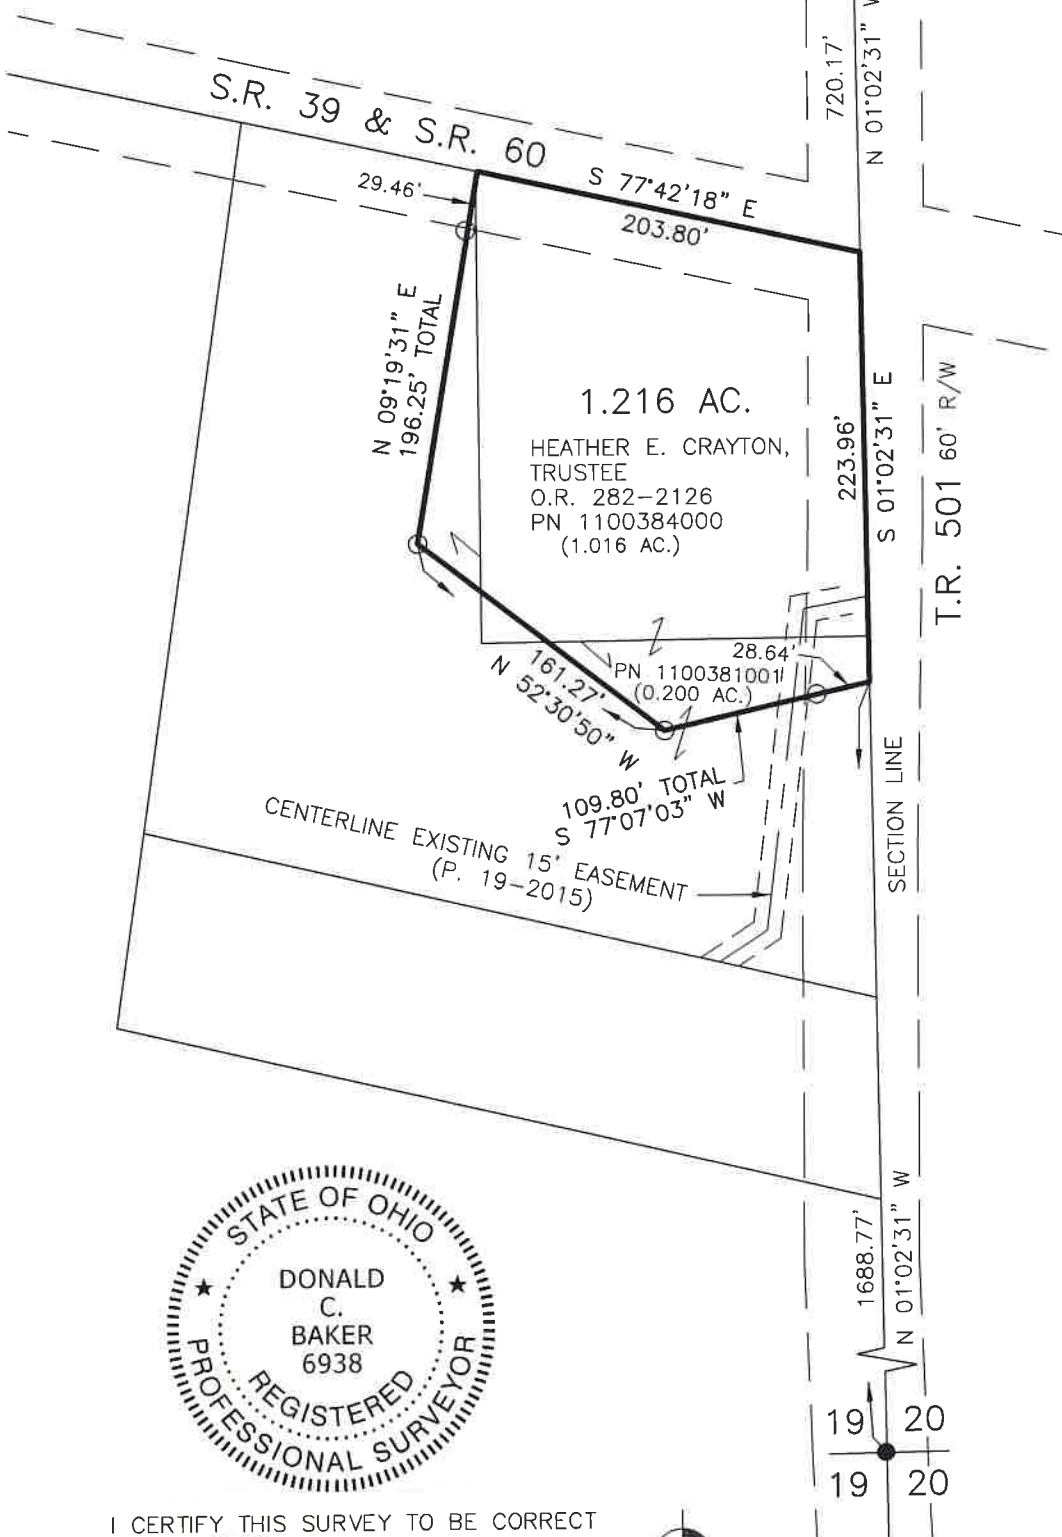 720.17'
N 01°02'31" W
S.R. 39 & S.R. 60
29.46'
S 77°42'18" E
203.80'
N 09°19'31" E
196.25' TOTAL
1.216 AC.
HEATHER E. CRAYTON,
TRUSTEE
O.R. 282-2126
PN 1100384000
(1.016 AC.)
223.96'
S 01°02'31" E
T.R. 501 60' R/W
28.64'
PN 1100381001
(0.200 AC.)
161.27'
N 52°30'50" W
109.80' TOTAL
S 77°07'03" W
CENTERLINE EXISTING 15' EASEMENT
(P. 19-2015)
SECTION LINE
1688.77'
N 01°02'31" W
STATE OF OHIO
DONALD
C.
BAKER
6938
REGISTERED
PROFESSIONAL SURVEYOR
19 20
19 20
I CERTIFY THIS SURVEY TO BE CORRECT